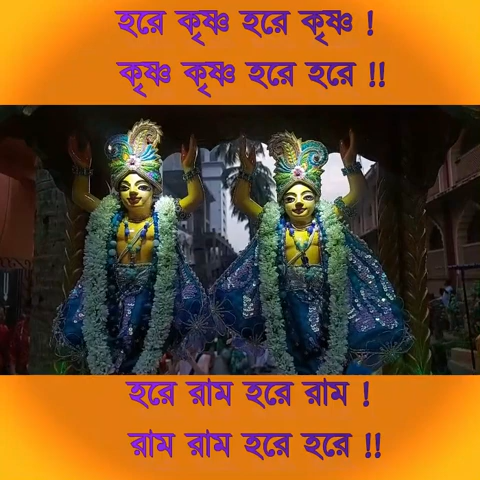 হরে কৃষ্ণ হরে কৃষ্ণ !
কৃষ্ণ কৃষ্ণ হরে হরে !!
হরে রাম হরে রাম !
রাম রাম হরে হরে !!